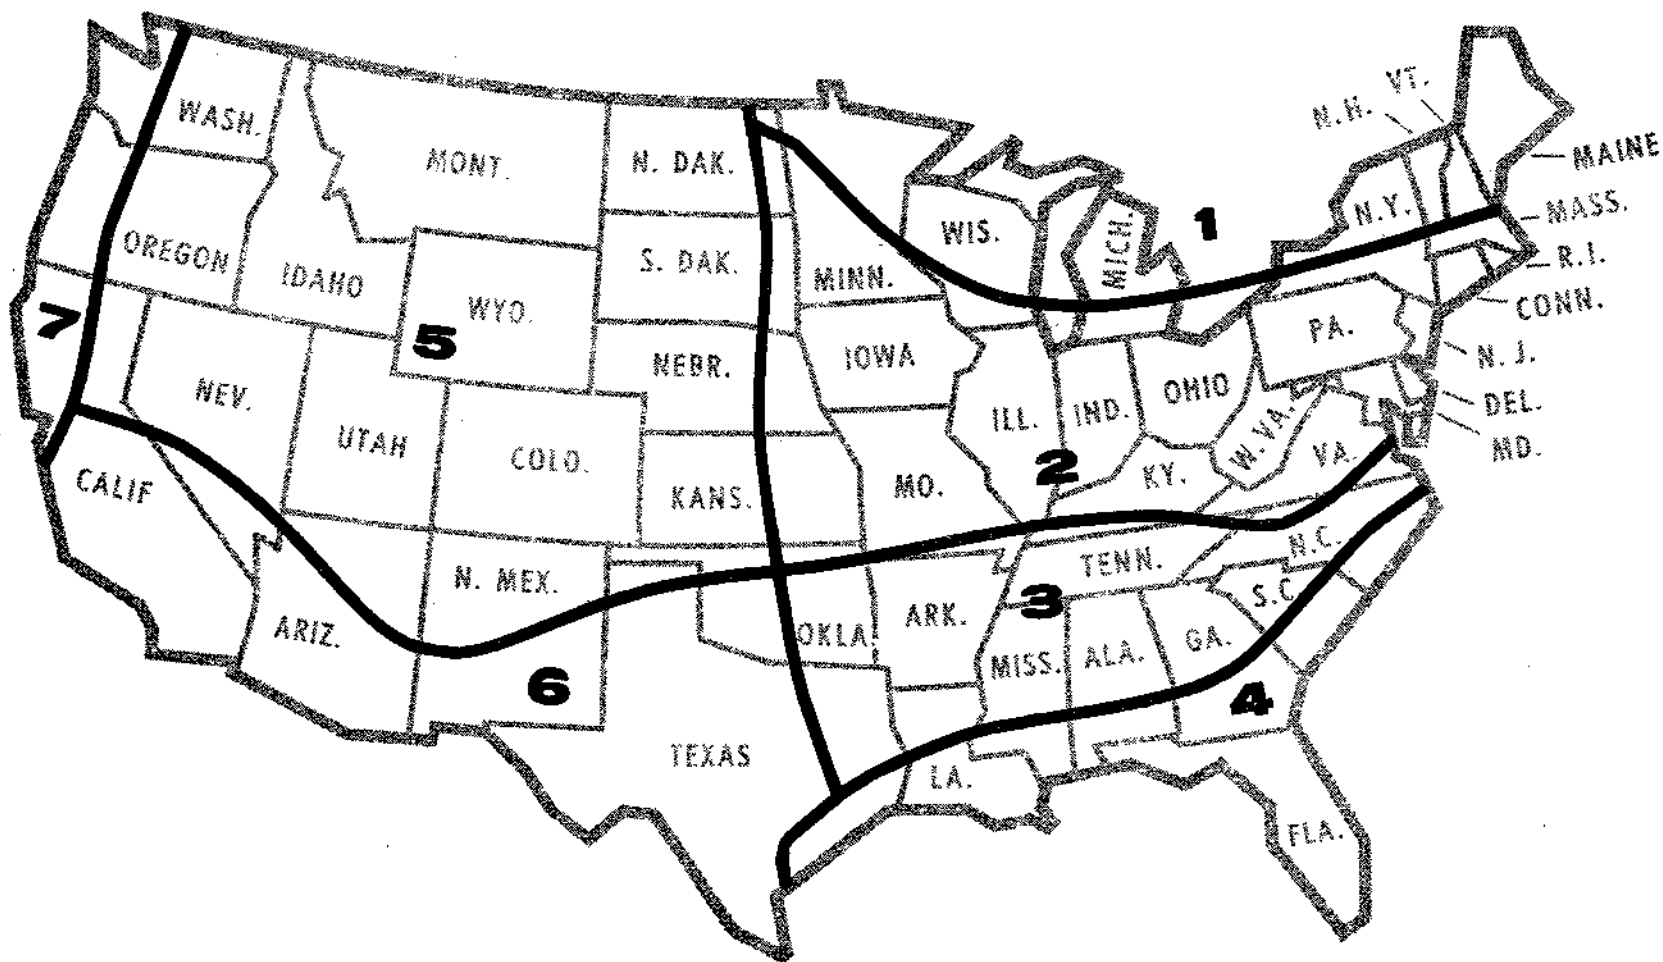 VT.
N.H.
WASH.
MONT.
N. DAK.
MAINE
WIS.
MICH.
1
N.Y.
MASS.
OREGON
IDAHO
S. DAK.
MINN.
R.I.
WYO.
CONN.
7
5
PA.
NEBR.
IOWA
N.J.
NEV.
OHIO
DEL.
UTAH
COLO.
ILL.
IND.
W. VA.
VA.
MD.
CALIF
KANS.
MO.
2
KY.
N. MEX.
TENN.
N.C.
ARIZ.
OKLA.
ARK.
3
S.C.
MISS.
ALA.
GA.
6
4
TEXAS
LA.
FLA.